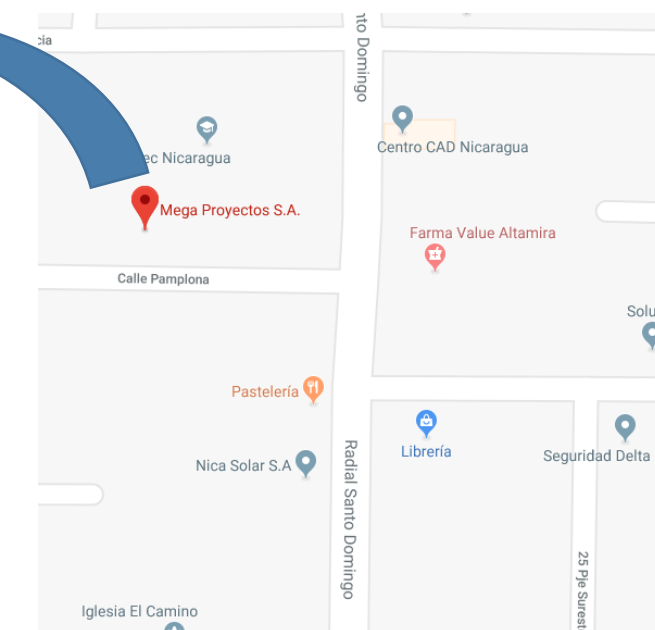 cia
nto Domingo
ec Nicaragua
Centro CAD Nicaragua
Mega Proyectos S.A.
Farma Value Altamira
Calle Pamplona
Solu
Pastelería
Librería
Nica Solar S.A
Seguridad Delta
Radial Santo Domingo
25 Pje Surest
Iglesia El Camino